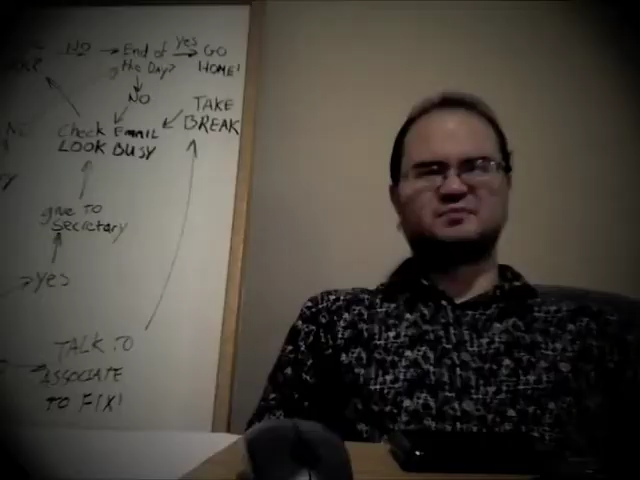 NO
End of
the Day?
yes
GO
HOME!
NO
TAKE
BREAK
Check EMAIL
LOOK BUSY
give TO
Secretary
yes
TALK TO
ASSOCIATE
TO FIX!